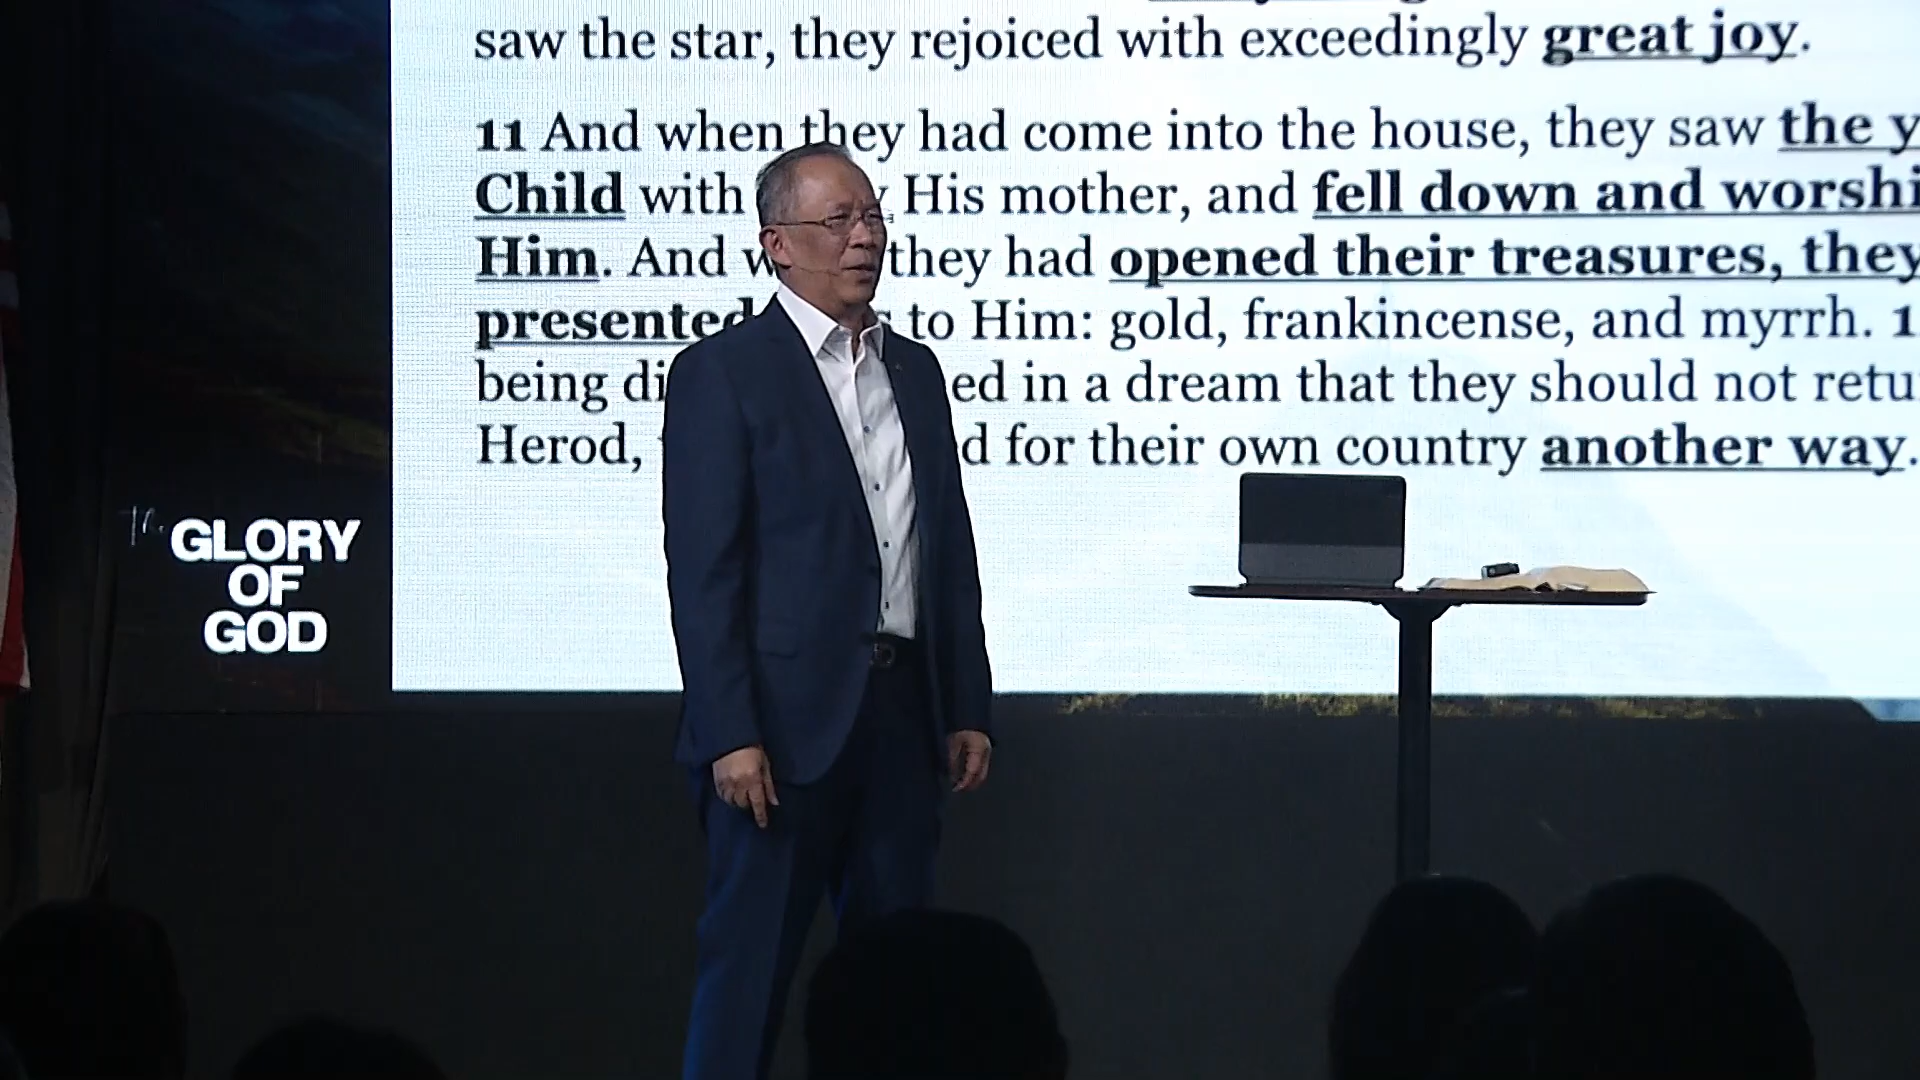 saw the star, they rejoiced with exceedingly great joy.
11 And when they had come into the house, they saw the y
Child with His mother, and fell down and worshi
Him. And they had opened their treasures, they
presented to Him: gold, frankincense, and myrrh. 1
being di ed in a dream that they should not retu
Herod, d for their own country another way.
The
GLORY
OF
GOD